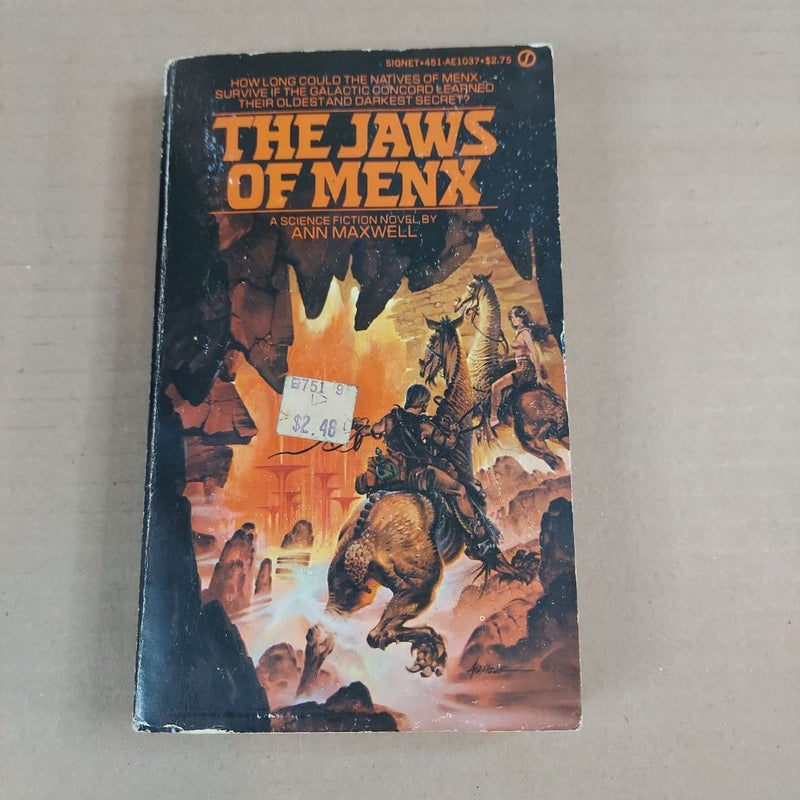 SIGNET•451-AE1037•$2.75
HOW LONG COULD THE NATIVES OF MENX
SURVIVE IF THE GALACTIC CONCORD LEARNED
THEIR OLDEST AND DARKEST SECRET?
THE JAWS
OF MENX
A SCIENCE FICTION NOVEL BY
ANN MAXWELL
$2.48